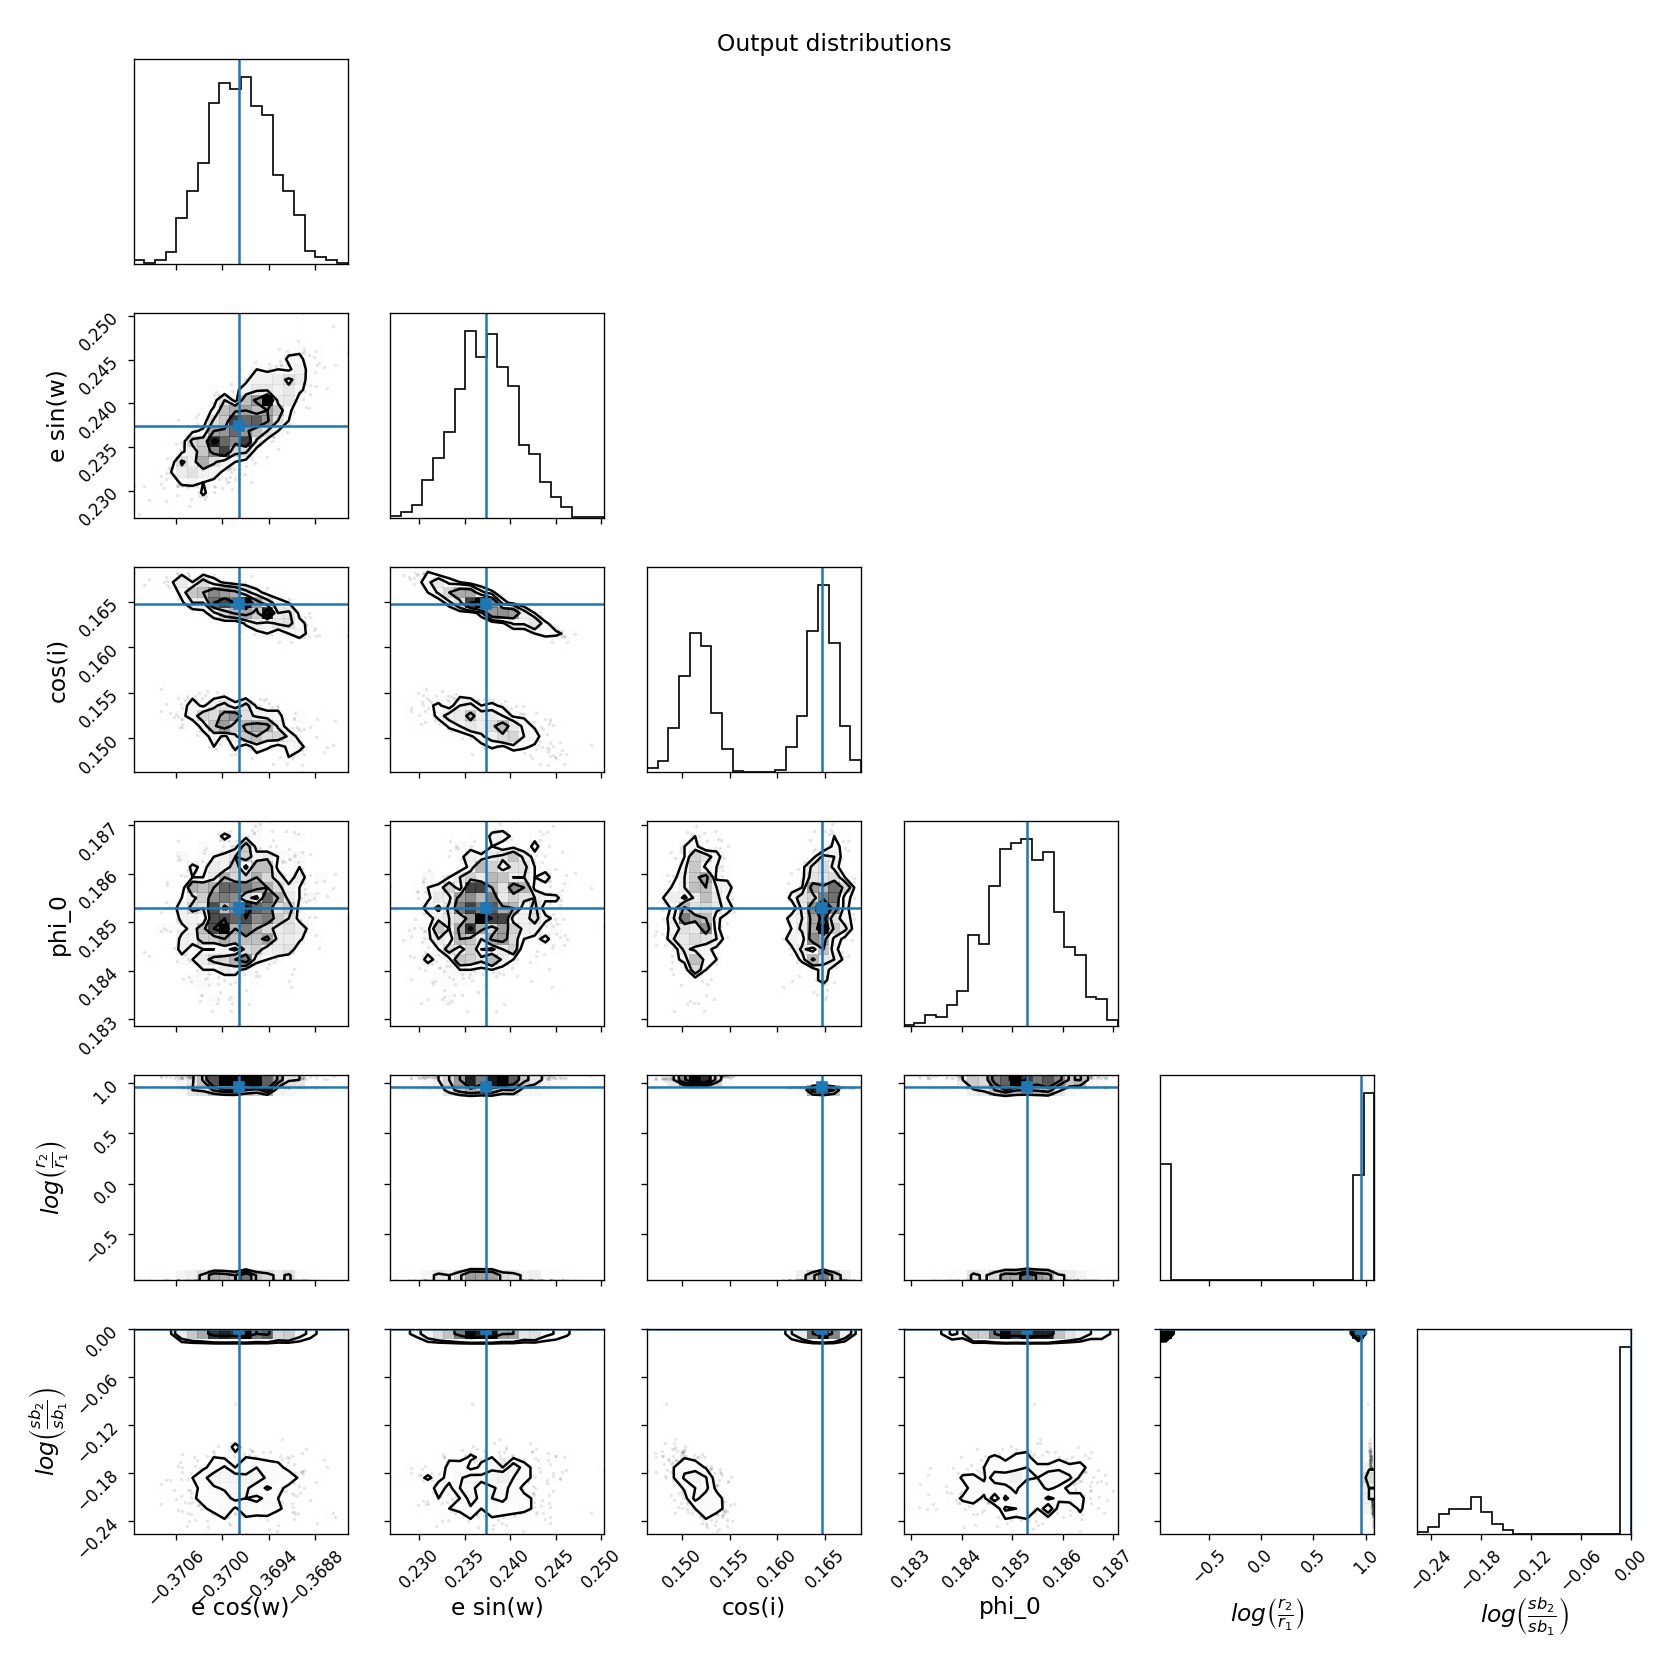 Output distributions
0.250
0.245
0.240
0.235
0.230
e sin(w)
0.165
0.160
0.155
0.150
cos(i)
0.187
0.186
0.185
0.184
0.183
phi_0
1.0
0.5
0.0
−0.5
log(r₂/r₁)
0.00
−0.06
−0.12
−0.18
−0.24
log(sb₂/sb₁)
−0.3706 −0.3700 −0.3694 −0.3688
e cos(w)
0.230 0.235 0.240 0.245 0.250
e sin(w)
0.150 0.155 0.160 0.165
cos(i)
0.183 0.184 0.185 0.186 0.187
phi_0
−0.5 0.0 0.5 1.0
log(r₂/r₁)
−0.24 −0.18 −0.12 −0.06 0.00
log(sb₂/sb₁)